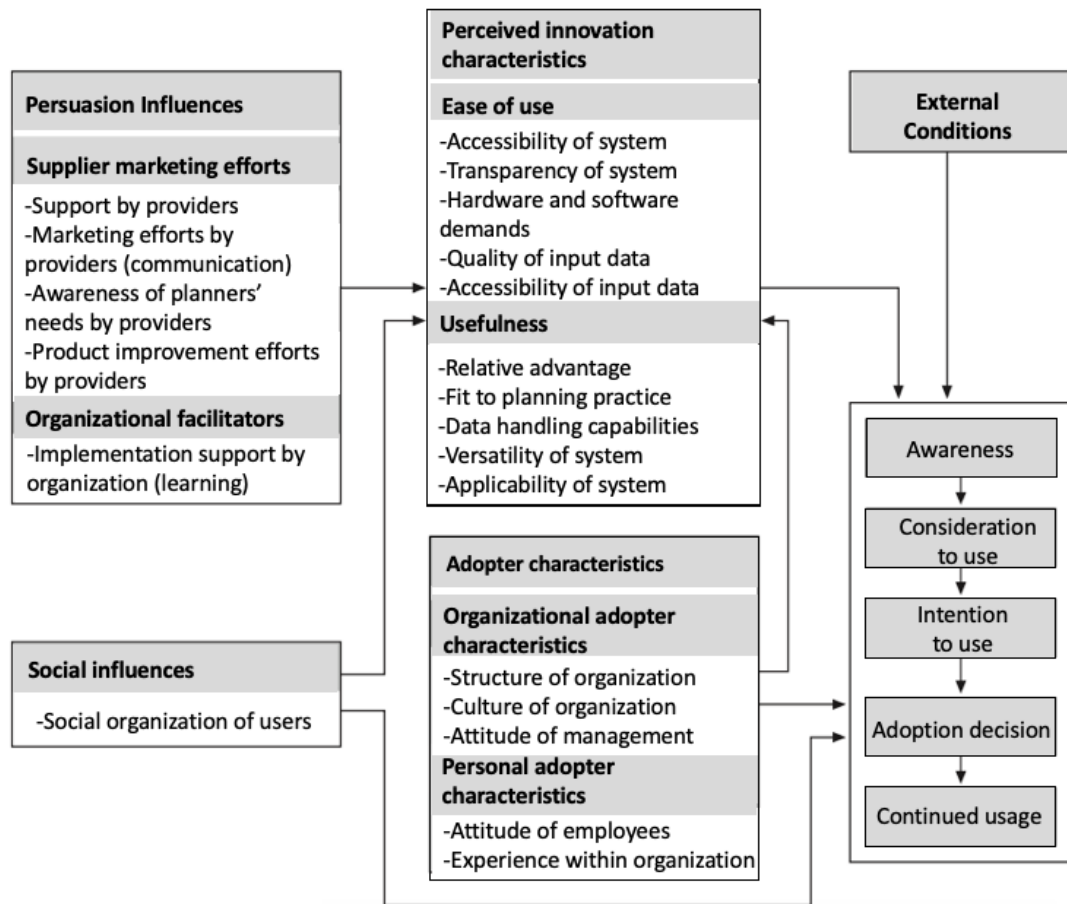 Persuasion Influences
Supplier marketing efforts
-Support by providers
-Marketing efforts by
providers (communication)
-Awareness of planners’
needs by providers
-Product improvement efforts
by providers
Organizational facilitators
-Implementation support by
organization (learning)
Social influences
-Social organization of users
Perceived innovation
characteristics
Ease of use
-Accessibility of system
-Transparency of system
-Hardware and software
demands
-Quality of input data
-Accessibility of input data
Usefulness
-Relative advantage
-Fit to planning practice
-Data handling capabilities
-Versatility of system
-Applicability of system
Adopter characteristics
Organizational adopter
characteristics
-Structure of organization
-Culture of organization
-Attitude of management
Personal adopter
characteristics
-Attitude of employees
-Experience within organization
External
Conditions
Awareness
Consideration
to use
Intention
to use
Adoption decision
Continued usage